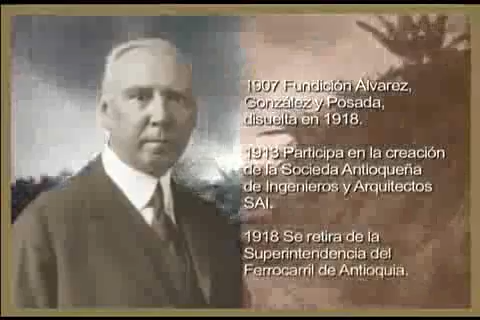 1907 Fundición Alvarez,
González y Posada,
disuelta en 1918.
1913 Participa en la creación
de la Socieda Antioqueña
de Ingenieros y Arquitectos
SAI.
1918 Se retira de la
Superintendencia del
Ferrocarril de Antioquia.